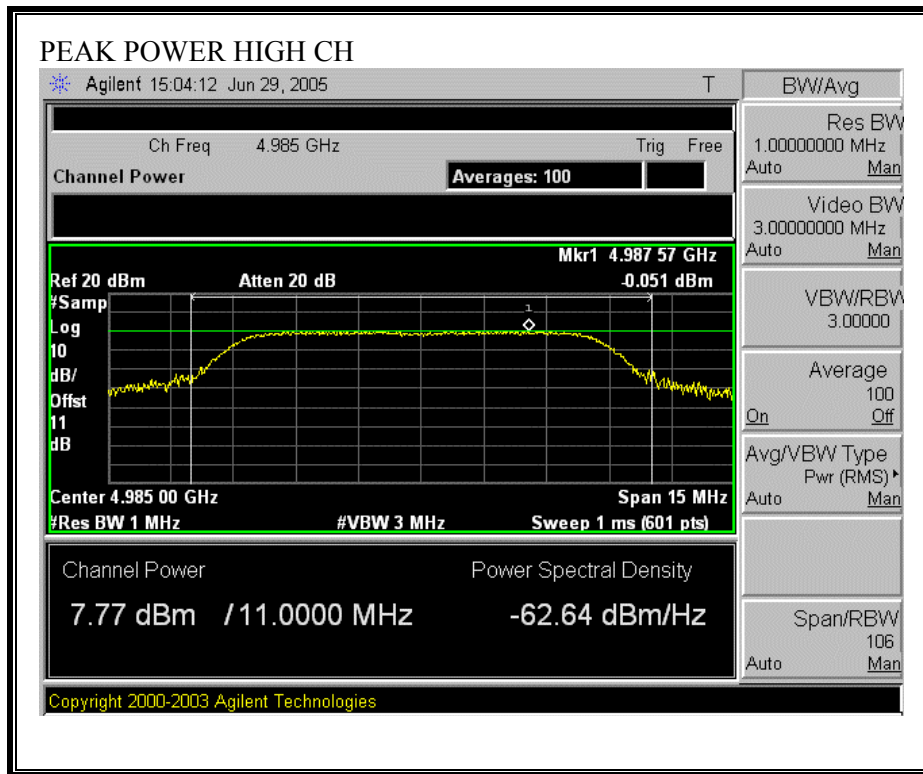 PEAK POWER HIGH CH
Agilent 15:04:12 Jun 29, 2005 T
BW/Avg
Ch Freq 4.985 GHz Trig Free
Channel Power Averages: 100
Res BW
1.00000000 MHz
Auto Man
Video BW
3.00000000 MHz
Auto Man
VBW/RBW
3.00000
Average
100
On Off
Avg/VBW Type
Pwr (RMS)
Auto Man
Span/RBW
106
Auto Man
Mkr1 4.987 57 GHz
Ref 20 dBm Atten 20 dB -0.051 dBm
#Samp
Log
10
dB/
Offst
11
dB
1
Center 4.985 00 GHz Span 15 MHz
#Res BW 1 MHz #VBW 3 MHz Sweep 1 ms (601 pts)
Channel Power Power Spectral Density
7.77 dBm /11.0000 MHz -62.64 dBm/Hz
Copyright 2000-2003 Agilent Technologies